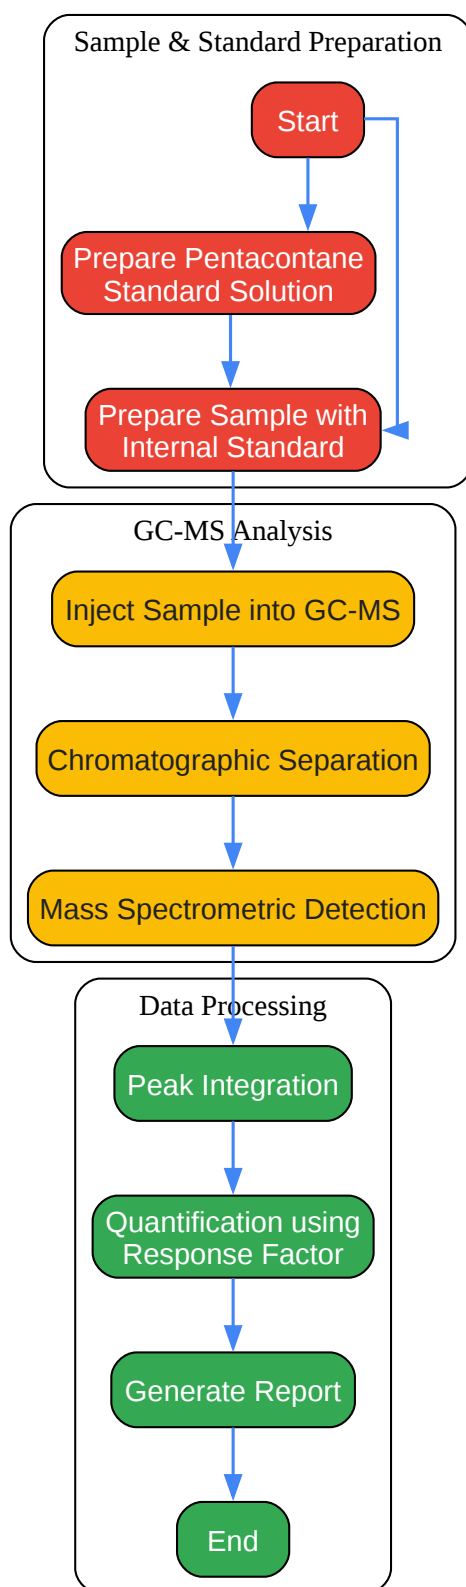 Sample & Standard Preparation
Start
Prepare Pentacontane
Standard Solution
Prepare Sample with
Internal Standard
GC-MS Analysis
Inject Sample into GC-MS
Chromatographic Separation
Mass Spectrometric Detection
Data Processing
Peak Integration
Quantification using
Response Factor
Generate Report
End